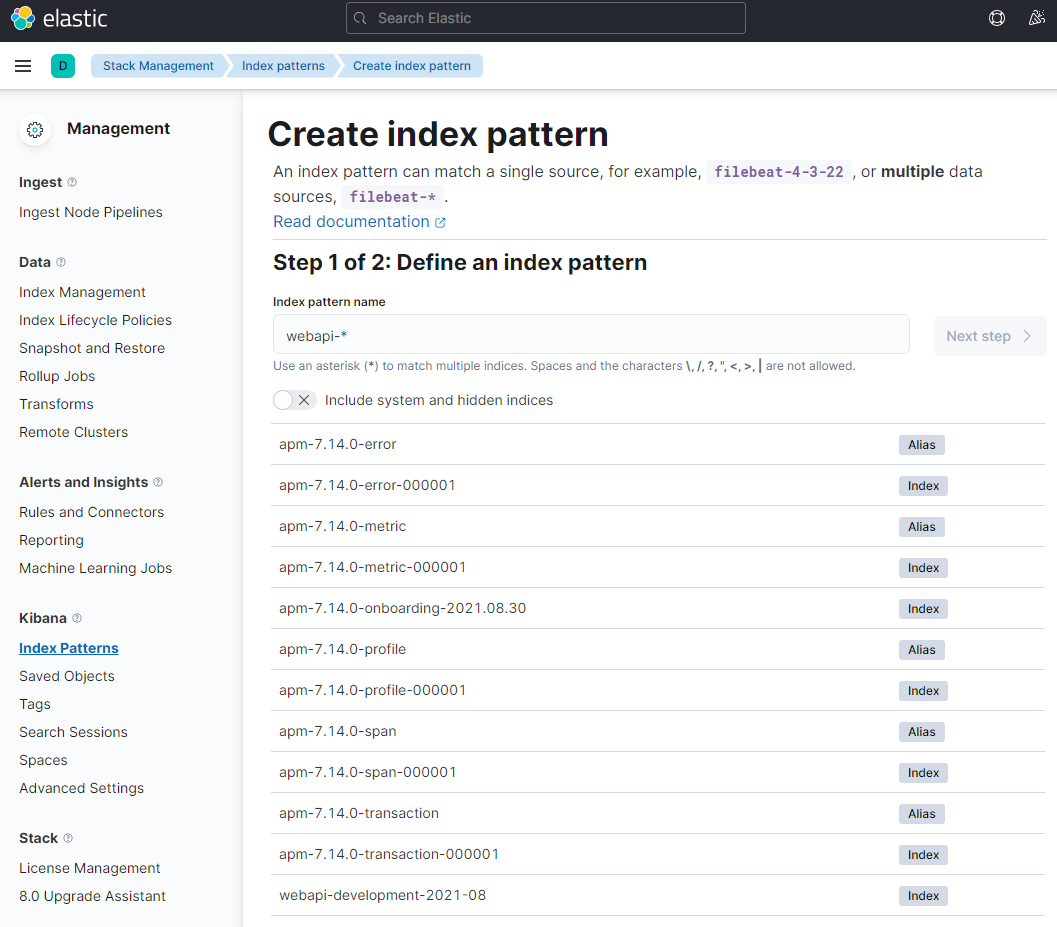 elastic
Search Elastic
D
Stack Management
Index patterns
Create index pattern
Management
Ingest
Ingest Node Pipelines
Data
Index Management
Index Lifecycle Policies
Snapshot and Restore
Rollup Jobs
Transforms
Remote Clusters
Alerts and Insights
Rules and Connectors
Reporting
Machine Learning Jobs
Kibana
Index Patterns
Saved Objects
Tags
Search Sessions
Spaces
Advanced Settings
Stack
License Management
8.0 Upgrade Assistant
Create index pattern
An index pattern can match a single source, for example, filebeat-4-3-22 , or multiple data
sources, filebeat-* .
Read documentation
Step 1 of 2: Define an index pattern
Index pattern name
webapi-*
Next step
Use an asterisk (*) to match multiple indices. Spaces and the characters \, /, ?, ", <, >, | are not allowed.
Include system and hidden indices
apm-7.14.0-error Alias
apm-7.14.0-error-000001 Index
apm-7.14.0-metric Alias
apm-7.14.0-metric-000001 Index
apm-7.14.0-onboarding-2021.08.30 Index
apm-7.14.0-profile Alias
apm-7.14.0-profile-000001 Index
apm-7.14.0-span Alias
apm-7.14.0-span-000001 Index
apm-7.14.0-transaction Alias
apm-7.14.0-transaction-000001 Index
webapi-development-2021-08 Index